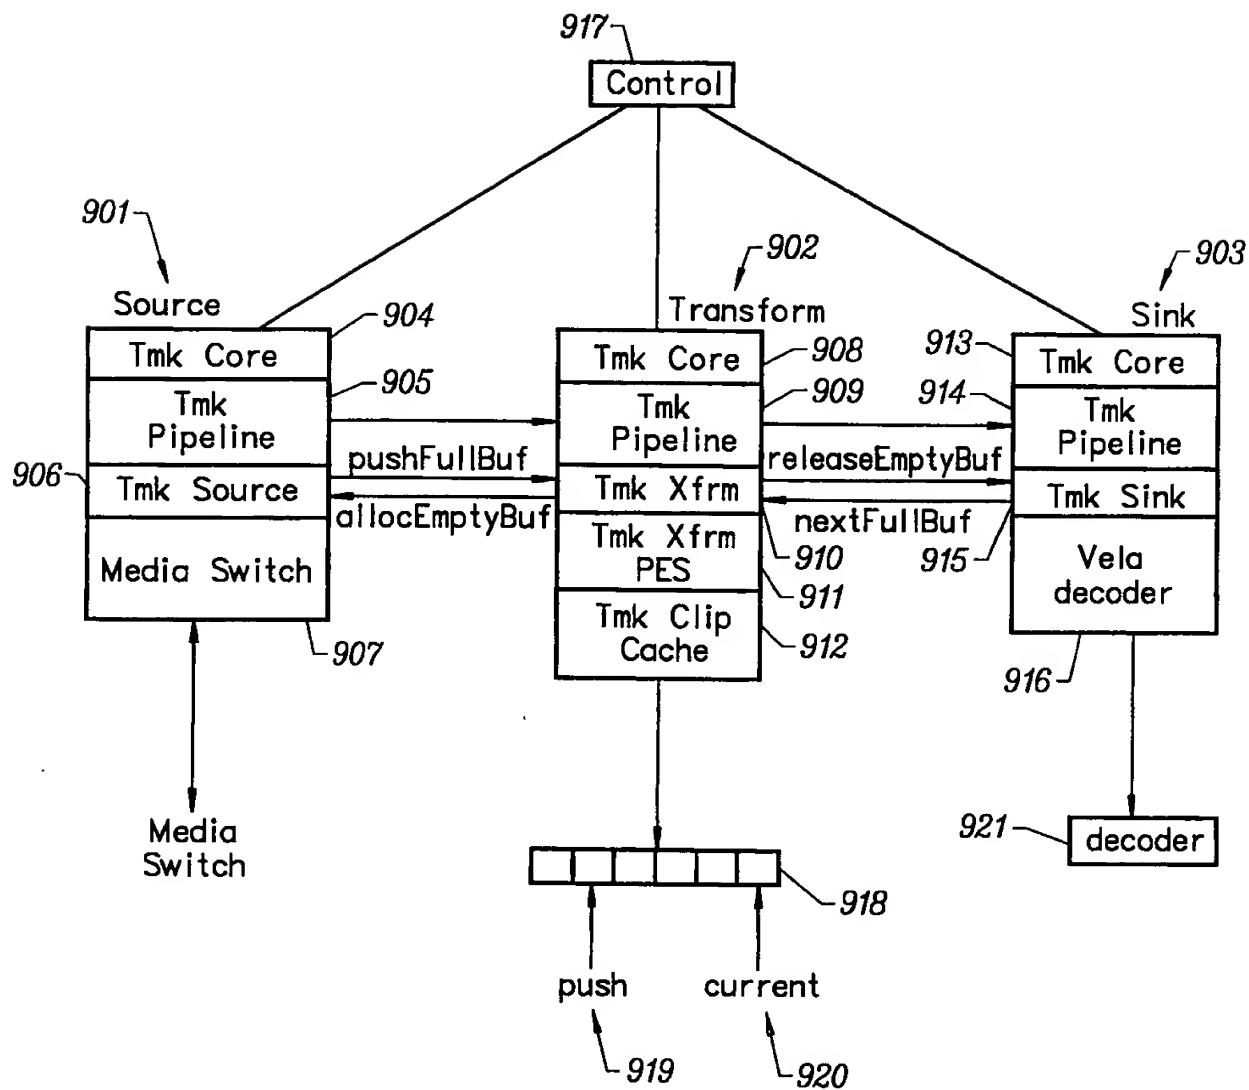 917
Control
901
902
903
Source
Transform
Sink
904
908
913
Tmk Core
Tmk Core
Tmk Core
905
909
914
Tmk
Pipeline
Tmk
Pipeline
Tmk
Pipeline
pushFullBuf
releaseEmptyBuf
906
Tmk Source
Tmk Xfrm
Tmk Sink
allocEmptyBuf
nextFullBuf
910
915
Media Switch
Tmk Xfrm
PES
Vela
decoder
911
Tmk Clip
Cache
912
907
916
Media
Switch
921
decoder
918
push
current
919
920